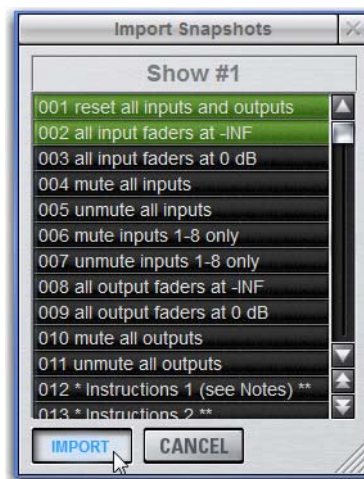 Import Snapshots
Show #1
001 reset all inputs and outputs
002 all input faders at -INF
003 all input faders at 0 dB
004 mute all inputs
005 unmute all inputs
006 mute inputs 1-8 only
007 unmute inputs 1-8 only
008 all output faders at -INF
009 all output faders at 0 dB
010 mute all outputs
011 unmute all outputs
012 * Instructions 1 (see Notes) **
013 * Instructions 2 **
IMPORT
CANCEL